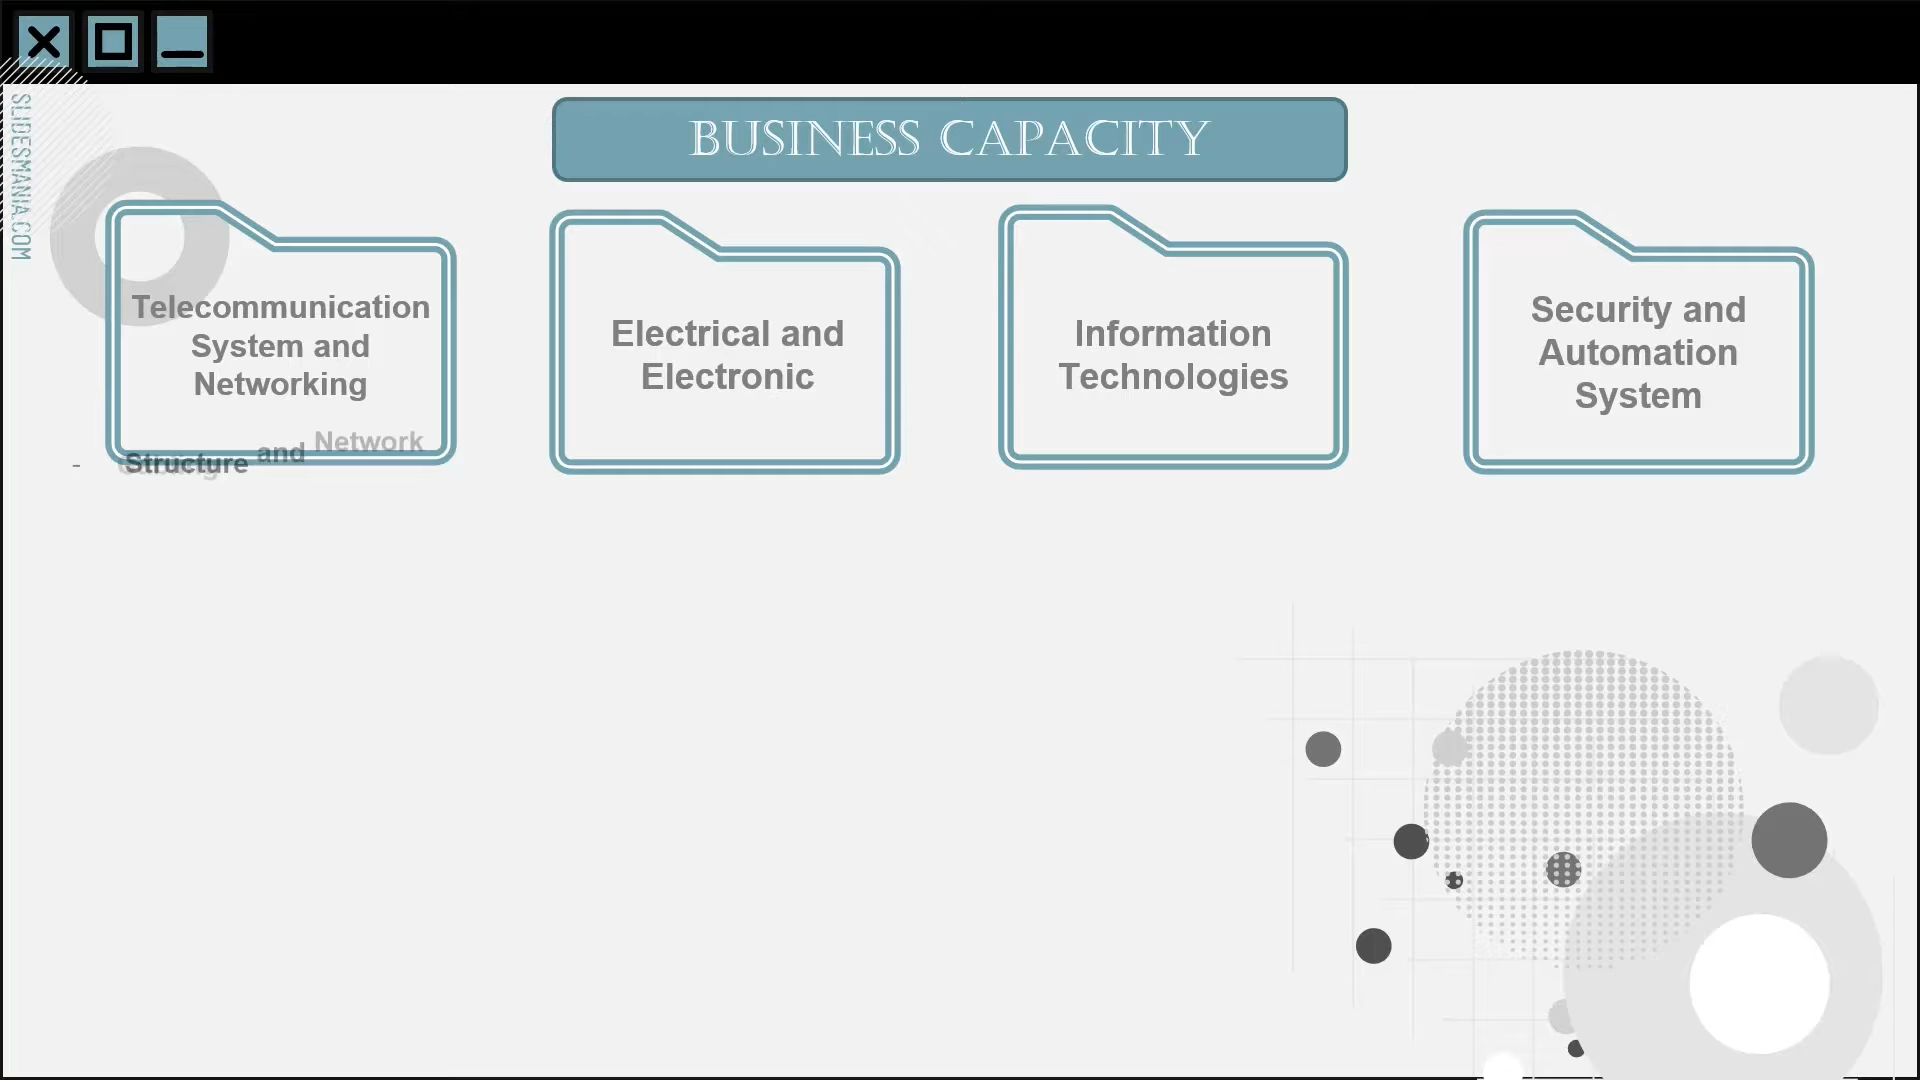 BUSINESS CAPACITY
SLIDESMANIA.COM
Telecommunication
System and
Networking
Electrical and
Electronic
Information
Technologies
Security and
Automation
System
- Structure and Network